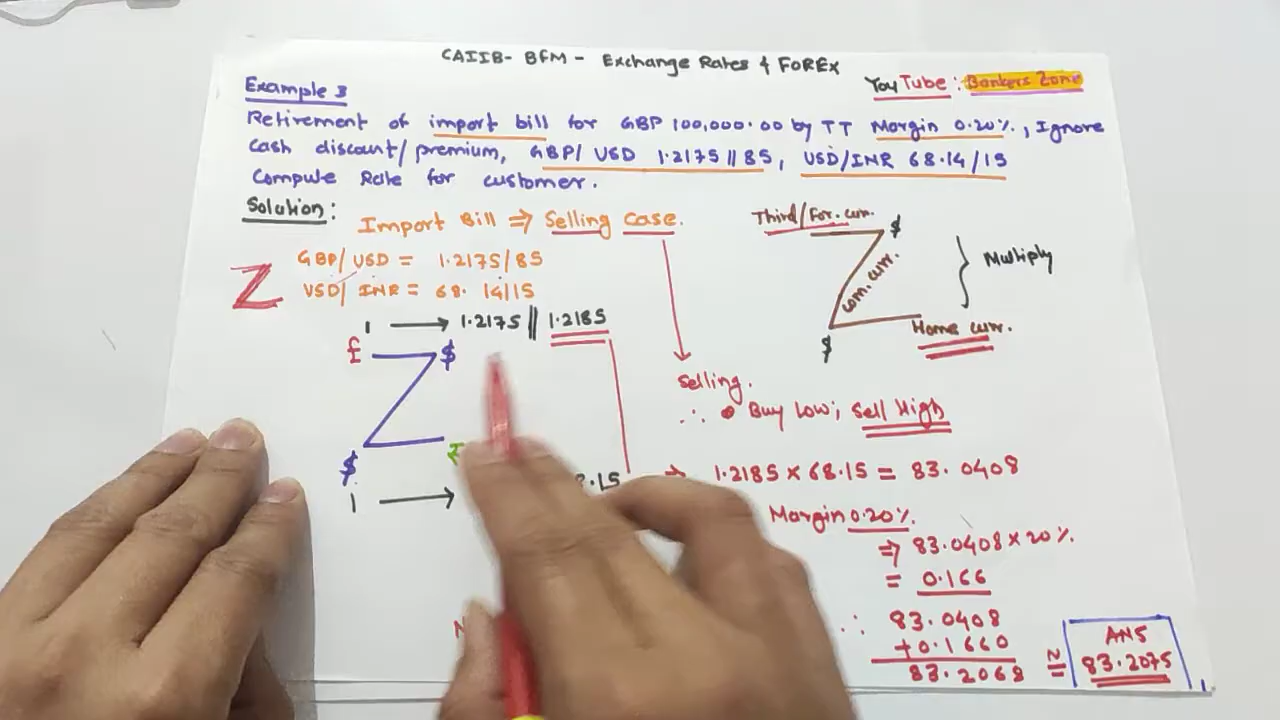 CAIIB- BFM - Exchange Rates & FOREX
YouTube: Bankers Zone
Example 3
Retirement of import bill for GBP 100,000.00 by TT Margin 0.20%, Ignore
Cash discount/premium, GBP/USD 1.2175||85, USD/INR 68.14/15
Compute Rate for customer.
Solution:
Import Bill ⇒ Selling Case.
GBP/USD = 1.2175/85
USD/INR = 68.14/15
Z
1 → 1.2175 || 1.2185
£ $
$ ₹
1 → 8.15
Third/For. curr. $
Com. curr.
} Multiply
$ Home curr.
Selling.
∴ Buy Low; Sell High
⇒ 1.2185 x 68.15 = 83.0408
Margin 0.20%.
⇒ 83.0408 x 20%.
= 0.166
∴ 83.0408
+0.1660
83.2068 ≅
ANS
83.2075